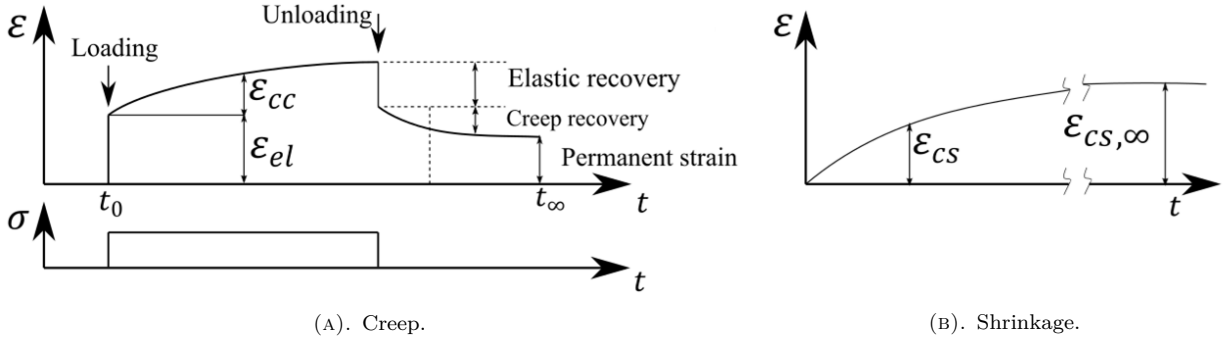 Unloading
ε
Loading
ε_cc
Elastic recovery
Creep recovery
ε_el
Permanent strain
t_0
t_∞
t
σ
t
(A). Creep.
ε
ε_cs
ε_cs,∞
t
(B). Shrinkage.